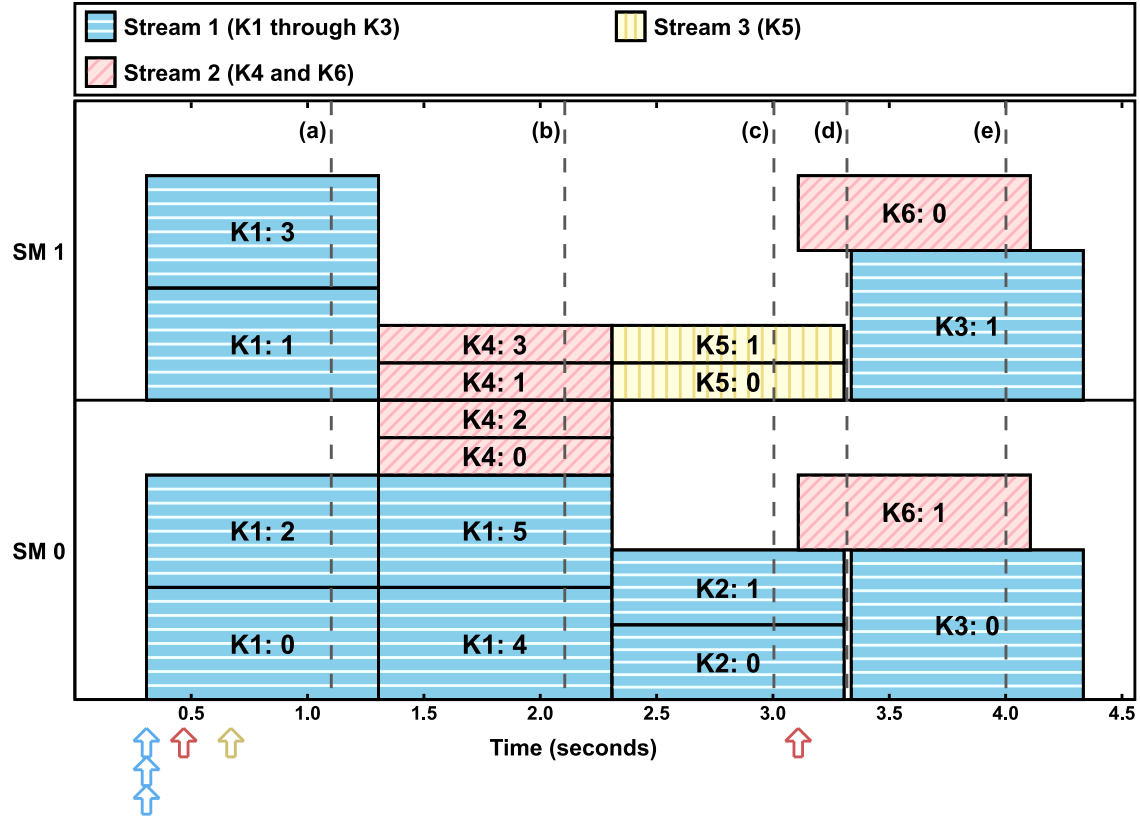 Stream 1 (K1 through K3)
Stream 3 (K5)
Stream 2 (K4 and K6)
(a)
(b)
(c)
(d)
(e)
SM 1
K1: 3
K6: 0
K1: 1
K4: 3
K5: 1
K3: 1
K4: 1
K5: 0
K4: 2
K4: 0
SM 0
K1: 2
K1: 5
K6: 1
K2: 1
K1: 0
K1: 4
K2: 0
K3: 0
0.5
1.0
1.5
2.0
2.5
3.0
3.5
4.0
4.5
Time (seconds)